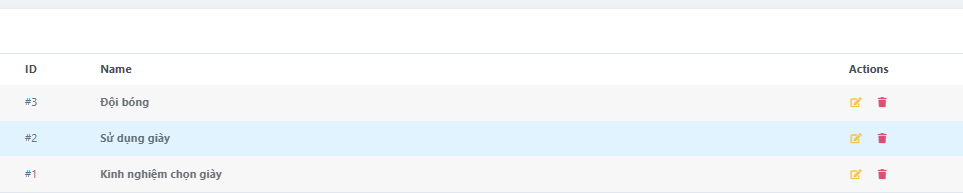 ID Name Actions
#3 Đội bóng
#2 Sử dụng giày
#1 Kinh nghiệm chọn giày